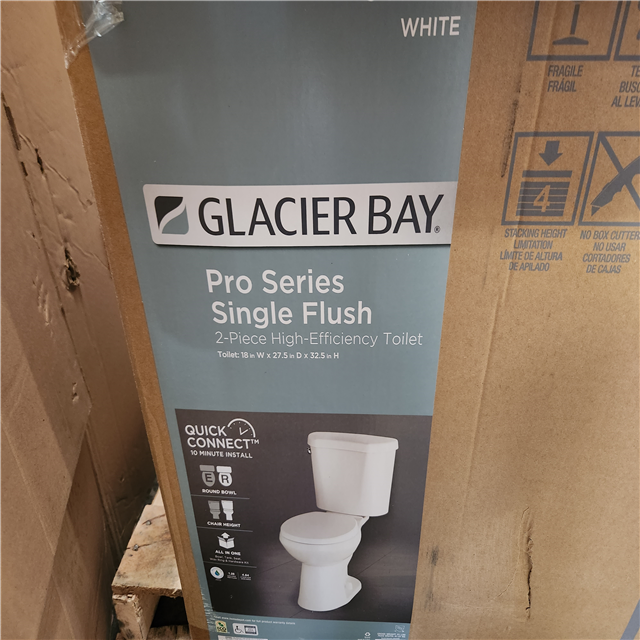 WHITE
GLACIER BAY®
Pro Series
Single Flush
2-Piece High-Efficiency Toilet
Toilet: 18 in W x 27.5 in D x 32.5 in H
QUICK
CONNECT™
10 MINUTE INSTALL
E R
ROUND BOWL
CHAIR HEIGHT
ALL IN ONE
FRAGILE
FRÁGIL
4
STACKING HEIGHT
LIMITATION
LÍMITE DE ALTURA
DE APILADO
NO BOX CUTTER
NO USAR
CORTADORES
DE CAJAS